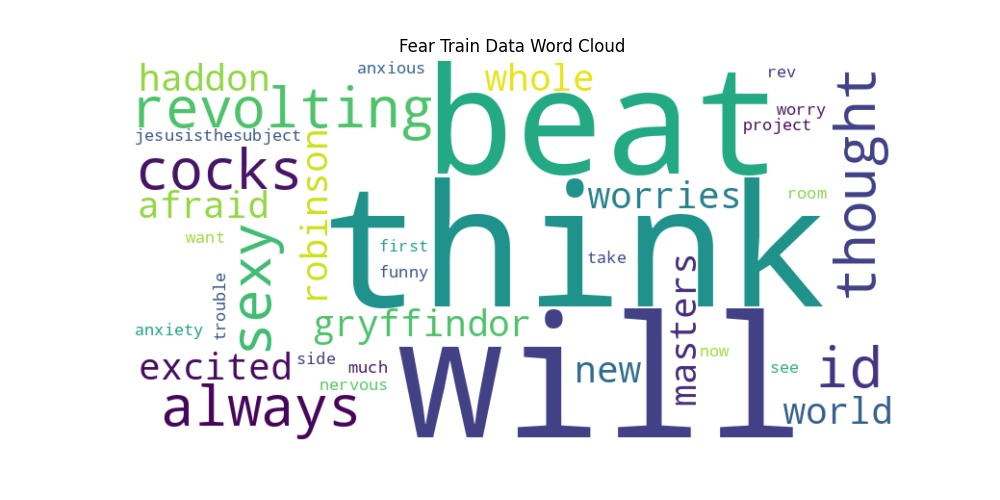 Fear Train Data Word Cloud
haddon
anxious
whole
rev
revolting
beat
worry
project
thought
jesusisthesubject
cocks
robinson
afraid
think
worries
room
want
sexy
first
funny
take
trouble
masters
anxiety
gryffindor
will
excited
side
much
nervous
new
now
see
id
always
world